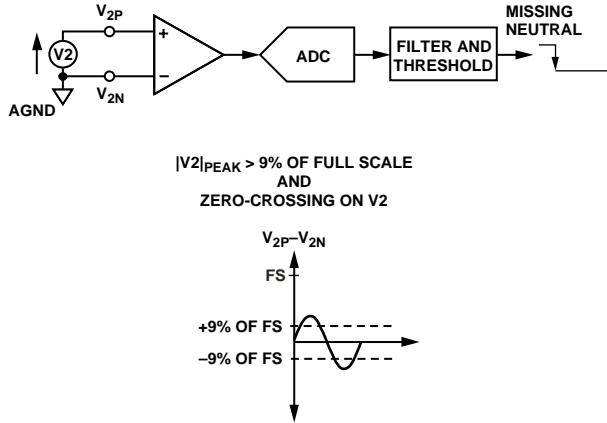 V2P
V2
V2N
AGND
+
–
ADC
FILTER AND
THRESHOLD
MISSING
NEUTRAL
|V2|PEAK > 9% OF FULL SCALE
AND
ZERO-CROSSING ON V2
V2P–V2N
FS
+9% OF FS
–9% OF FS